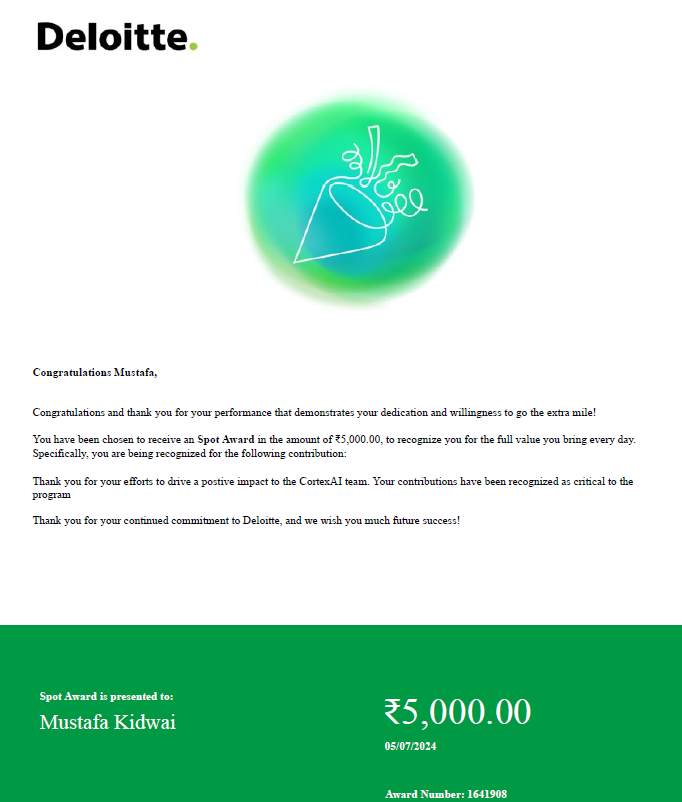 Deloitte.
Congratulations Mustafa,
Congratulations and thank you for your performance that demonstrates your dedication and willingness to go the extra mile!
You have been chosen to receive an Spot Award in the amount of ₹5,000.00, to recognize you for the full value you bring every day.
Specifically, you are being recognized for the following contribution:
Thank you for your efforts to drive a postive impact to the CortexAI team. Your contributions have been recognized as critical to the
program
Thank you for your continued commitment to Deloitte, and we wish you much future success!
Spot Award is presented to:
Mustafa Kidwai
₹5,000.00
05/07/2024
Award Number: 1641908